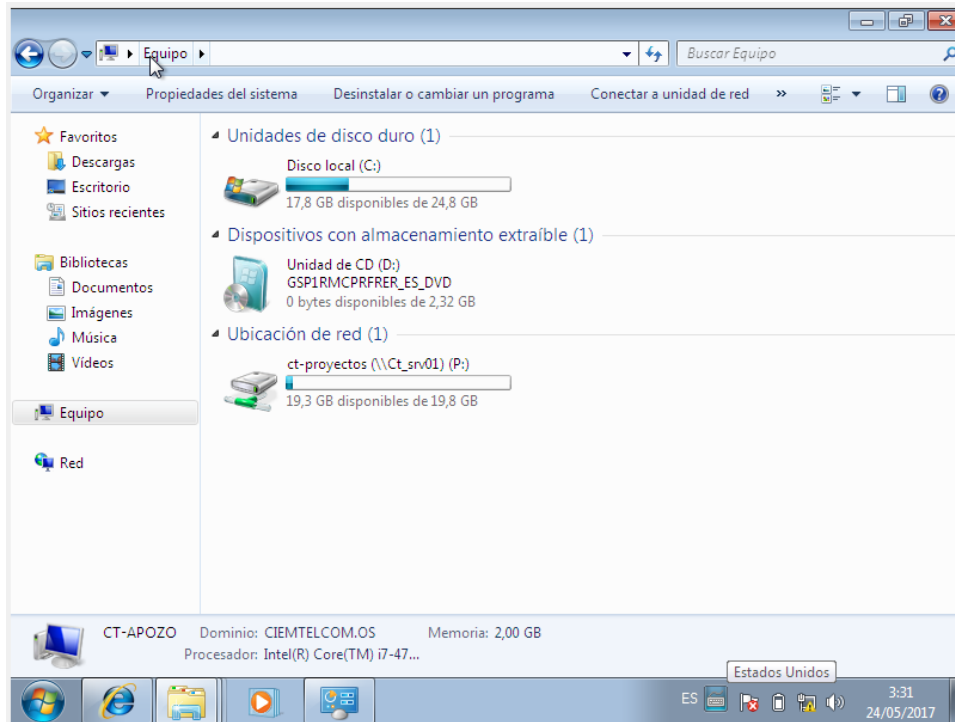 Equipo
Buscar Equipo
Organizar Propiedades del sistema Desinstalar o cambiar un programa Conectar a unidad de red »
Favoritos
Descargas
Escritorio
Sitios recientes
Bibliotecas
Documentos
Imágenes
Música
Vídeos
Equipo
Red
Unidades de disco duro (1)
Disco local (C:)
17,8 GB disponibles de 24,8 GB
Dispositivos con almacenamiento extraíble (1)
Unidad de CD (D:)
GSP1RMCPRFRER_ES_DVD
0 bytes disponibles de 2,32 GB
Ubicación de red (1)
ct-proyectos (\\Ct_srv01) (P:)
19,3 GB disponibles de 19,8 GB
CT-APOZO Dominio: CIEMTELCOM.OS Memoria: 2,00 GB
Procesador: Intel(R) Core(TM) i7-47...
Estados Unidos
ES
3:31
24/05/2017